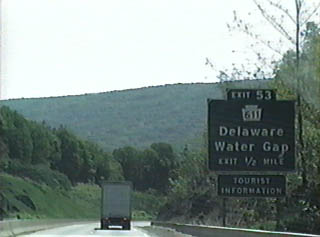 EXIT 53
611
Delaware
Water Gap
EXIT ½ MILE
TOURIST
INFORMATION